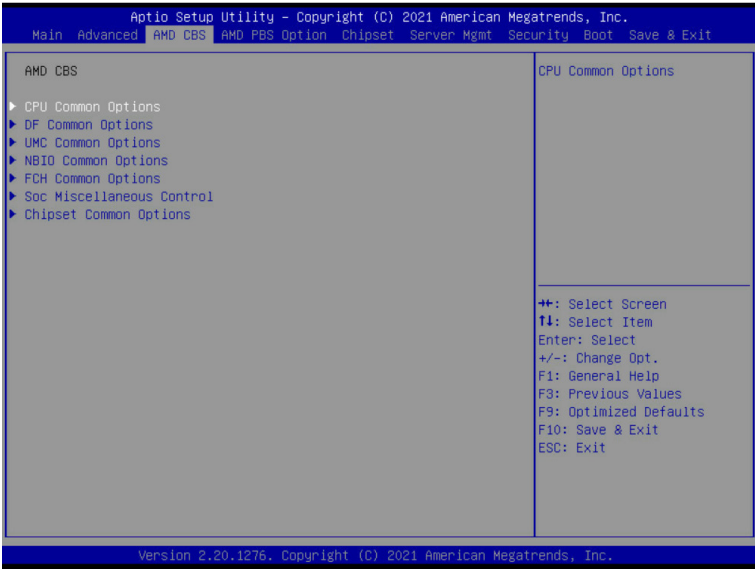 Aptio Setup Utility – Copyright (C) 2021 American Megatrends, Inc.
Main Advanced AMD CBS AMD PBS Option Chipset Server Mgmt Security Boot Save & Exit
AMD CBS
CPU Common Options
DF Common Options
UMC Common Options
NBIO Common Options
FCH Common Options
Soc Miscellaneous Control
Chipset Common Options
CPU Common Options
→←: Select Screen
↑↓: Select Item
Enter: Select
+/-: Change Opt.
F1: General Help
F3: Previous Values
F9: Optimized Defaults
F10: Save & Exit
ESC: Exit
Version 2.20.1276. Copyright (C) 2021 American Megatrends, Inc.